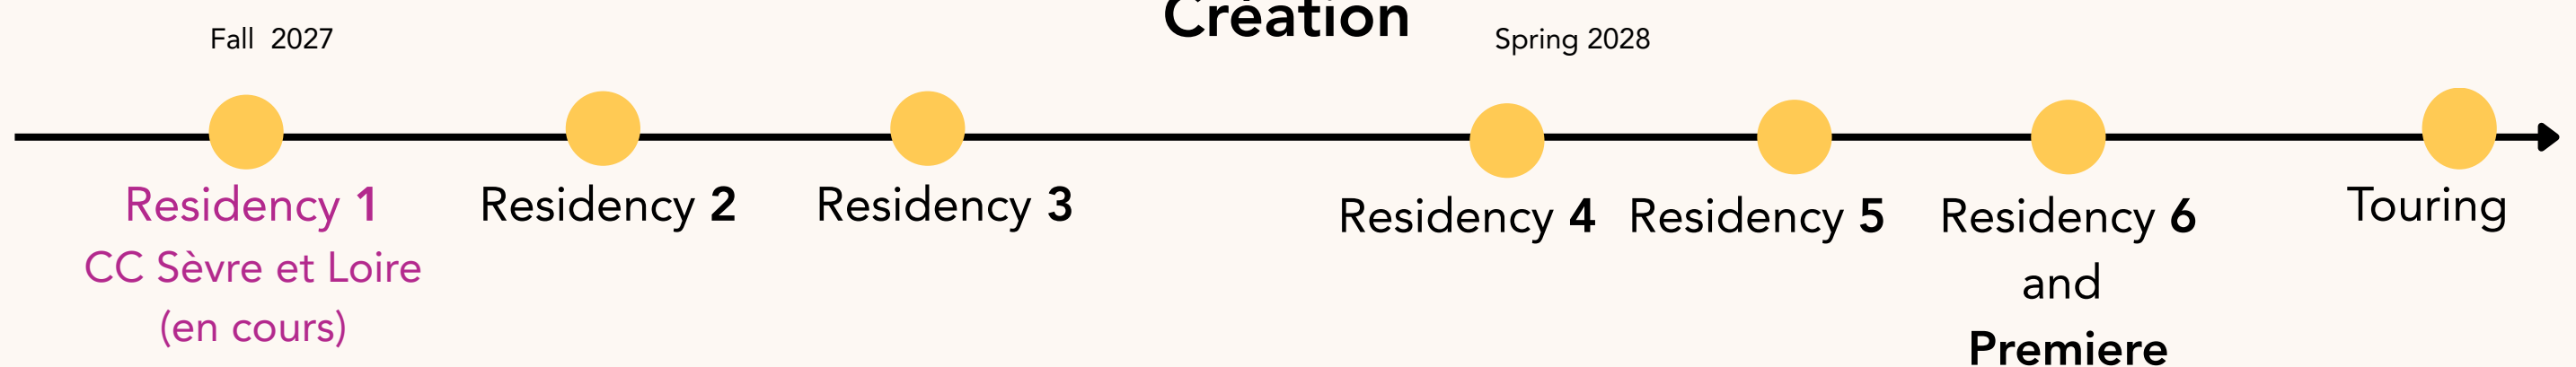 Création
Fall 2027
Spring 2028
Residency 1
CC Sèvre et Loire
(en cours)
Residency 2
Residency 3
Residency 4
Residency 5
Residency 6
and
Premiere
Touring